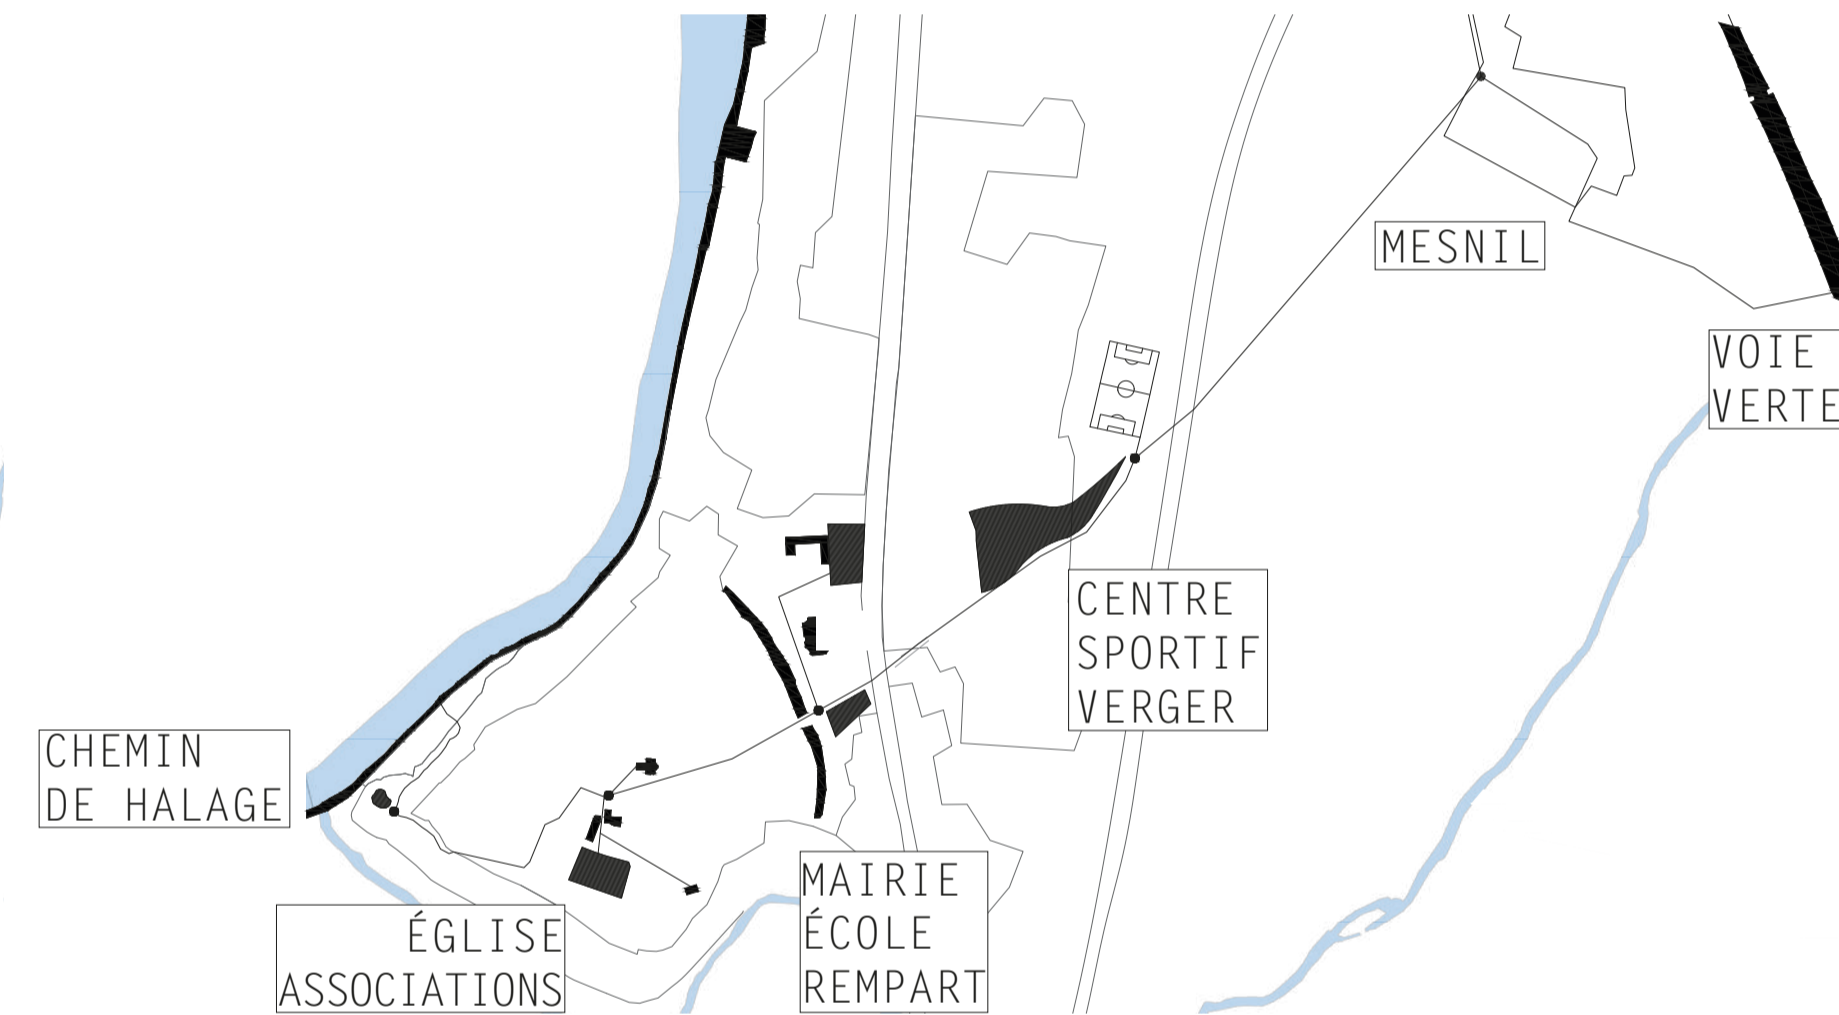 MESNIL
VOIE
VERTE
CENTRE
SPORTIF
VERGER
CHEMIN
DE HALAGE
MAIRIE
ÉCOLE
REMPART
ÉGLISE
ASSOCIATIONS